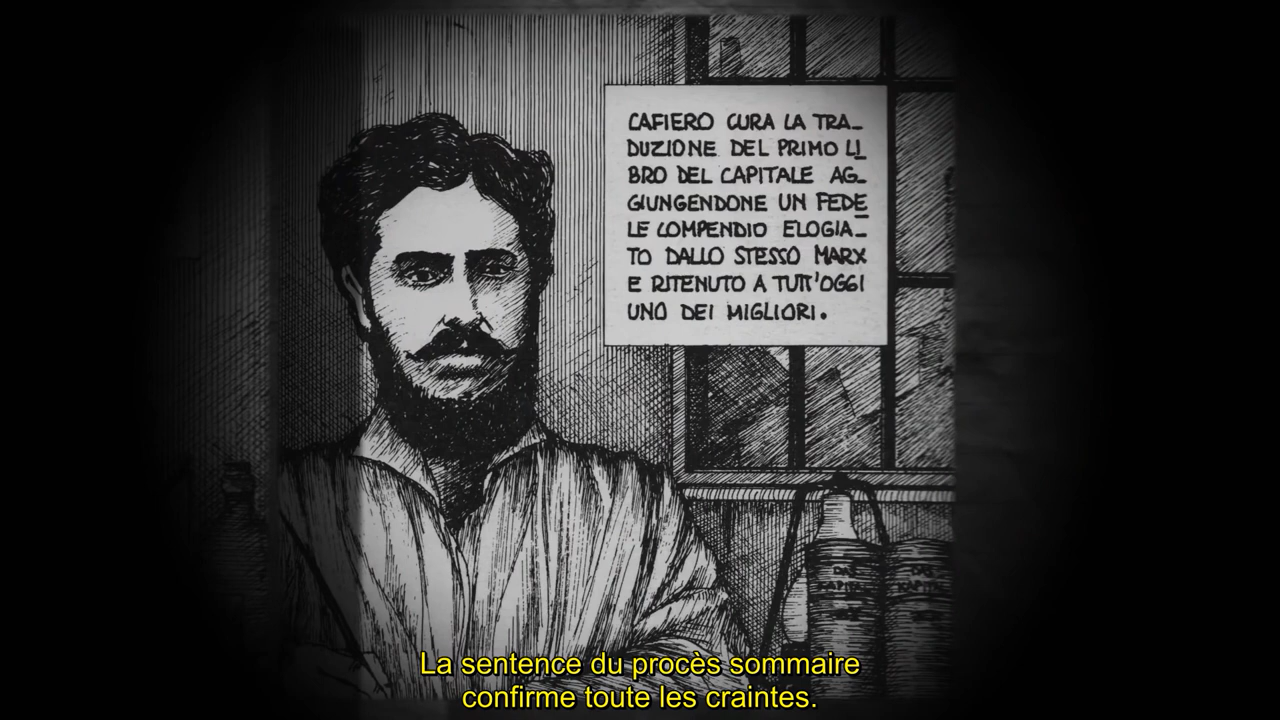 CAFIERO CURA LA TRA_
DUZIONE DEL PRIMO LI_
BRO DEL CAPITALE AG_
GIUNGENDONE UN FEDE_
LE COMPENDIO ELOGIA_
TO DALLO STESSO MARX
E RITENUTO A TUTT'OGGI
UNO DEI MIGLIORI.
La sentence du procès sommaire
confirme toute les craintes.